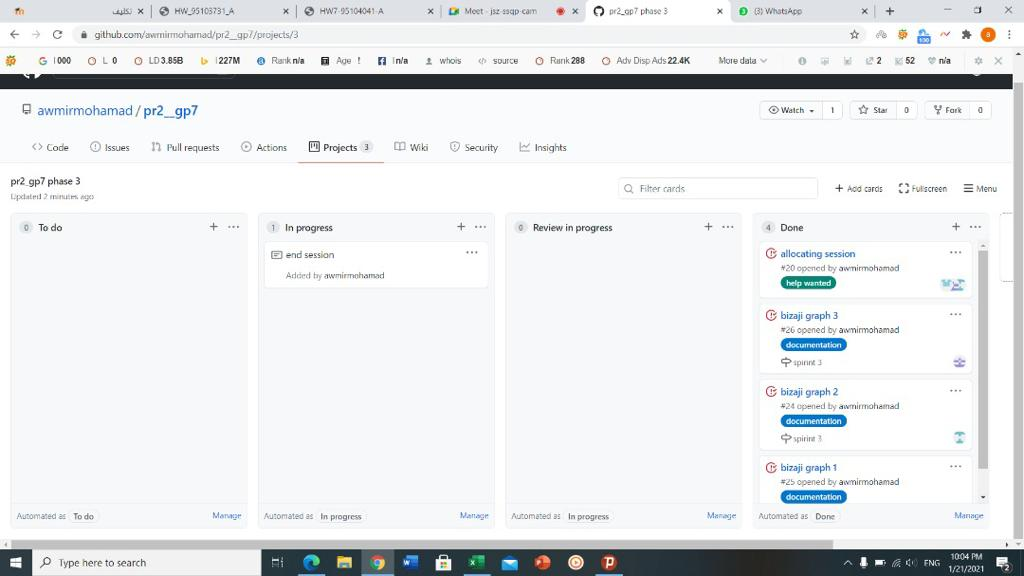 تکلیف
HW_95103731_A
HW7-95104041-A
Meet - jsz-ssqp-cam
pr2_gp7 phase 3
(3) WhatsApp
github.com/awmirmohamad/pr2__gp7/projects/3
I 000
L 0
LD 3.85B
I 227M
Rank n/a
Age !
I n/a
whois
source
Rank 288
Adv Disp Ads 22.4K
More data
2
52
n/a
awmirmohamad / pr2__gp7
Watch 1
Star 0
Fork 0
Code
Issues
Pull requests
Actions
Projects 3
Wiki
Security
Insights
pr2_gp7 phase 3
Updated 2 minutes ago
Filter cards
+ Add cards
Fullscreen
Menu
0 To do
Automated as To do
Manage
1 In progress
end session
Added by awmirmohamad
Automated as In progress
Manage
0 Review in progress
Automated as In progress
Manage
4 Done
allocating session
#20 opened by awmirmohamad
help wanted
bizaji graph 3
#26 opened by awmirmohamad
documentation
spirint 3
bizaji graph 2
#24 opened by awmirmohamad
documentation
spirint 3
bizaji graph 1
#25 opened by awmirmohamad
documentation
Automated as Done
Manage
Type here to search
ENG
10:04 PM
1/21/2021
2